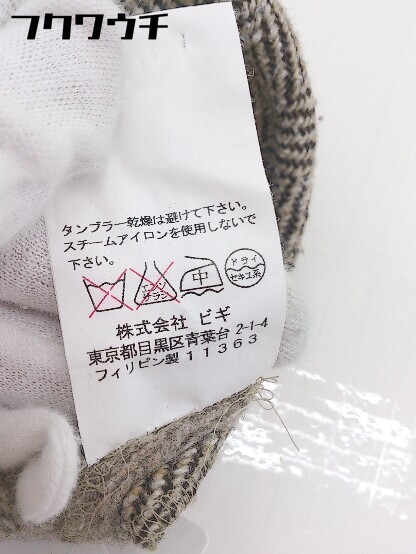 フクワウチ
タンブラー乾燥は避けて下さい。
スチームアイロンを使用しないで
下さい。
エンソ サラシ
中
ドライ
セキユ系
株式会社 ビギ
東京都目黒区青葉台 2-1-4
フィリピン製 11363